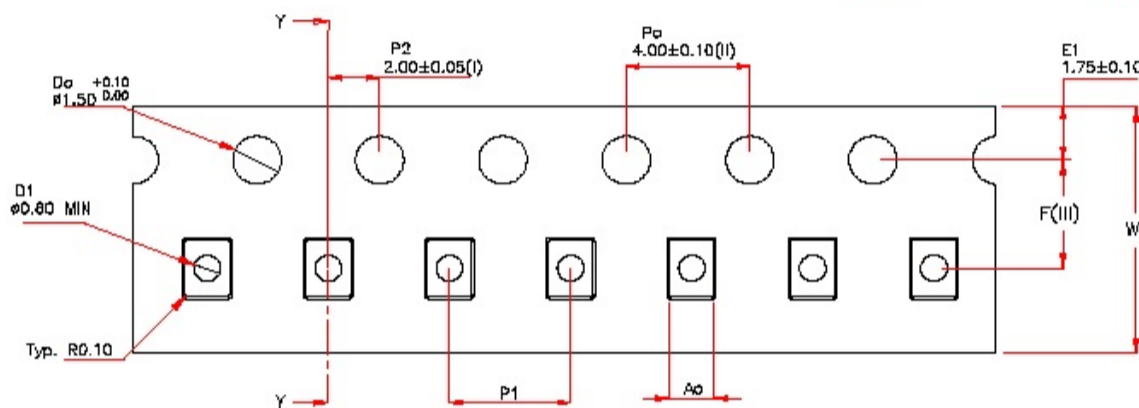 Y
P2
2.00±0.05(I)
Po
4.00±0.10(II)
E1
1.75±0.10
Do +0.10
ø1.50 0.00
D1
ø0.80 MIN
F(III)
W
Typ. R0.10
Y
P1
Ao